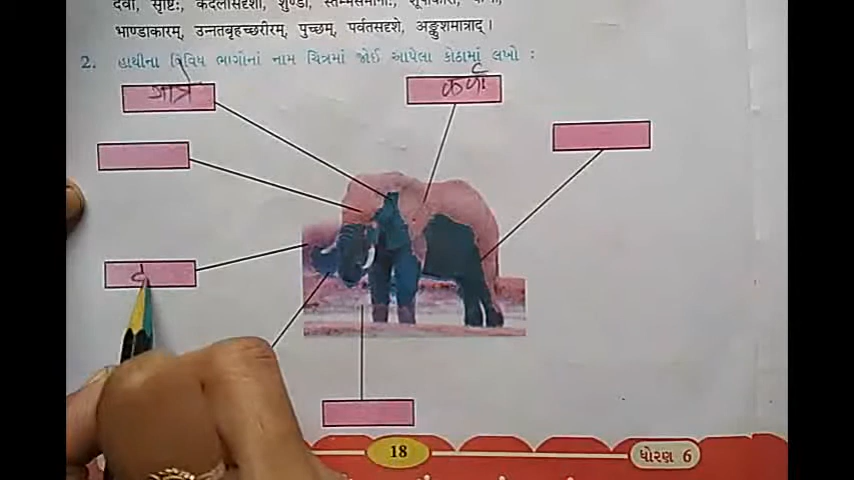 भाण्डाकारम्, उन्नतबृहच्छरीरम्, पुच्छम्, पर्वतसदृशे, अङ्कुशमात्राद् ।
2. હાથીના વિવિધ ભાગોનાં નામ ચિત્રમાં જોઈ આપેલા કોઠામાં લખો :
गात्र
कर्ण
18
ધોરણ 6